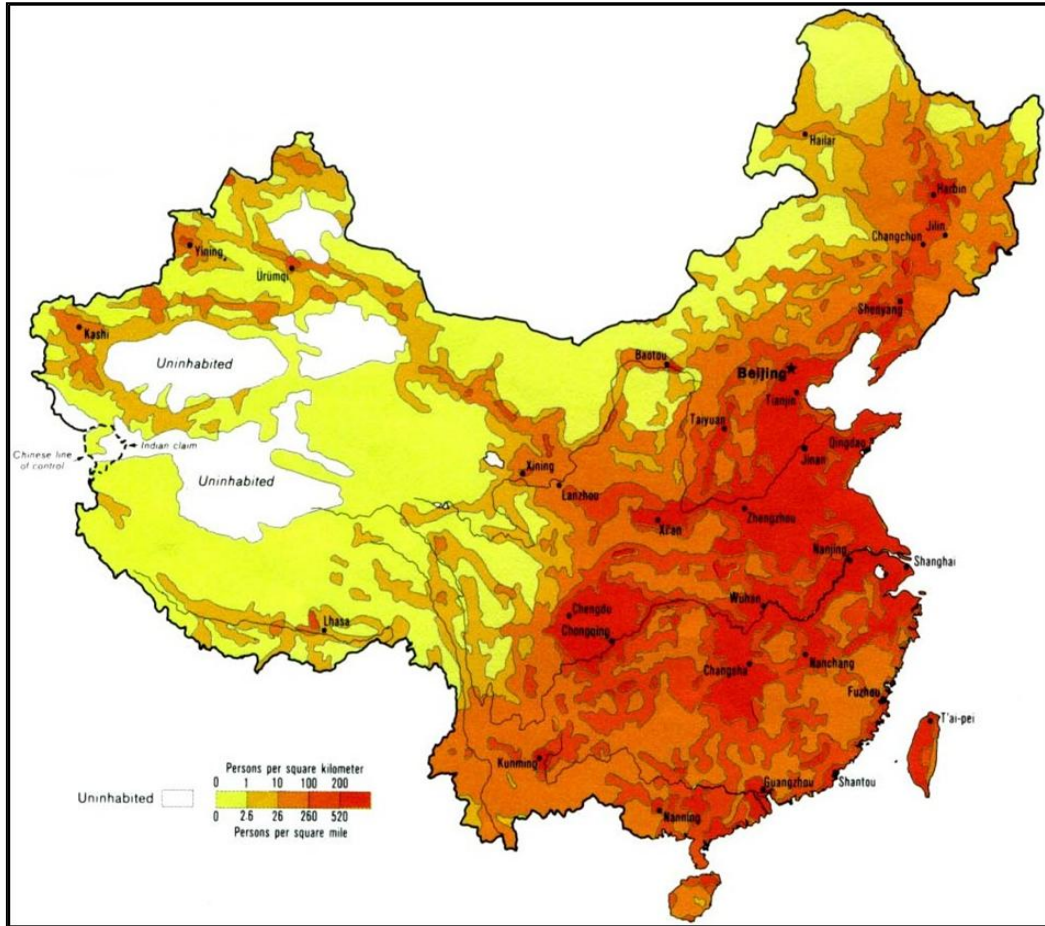 Hailar
Harbin
Jilin
Changchun
Yining
Ürümqi
Shenyang
Kashi
Uninhabited
Baotou
Beijing
Tianjin
Taiyuan
Indian claim
Chinese line
of control
Qingdao
Jinan
Xining
Uninhabited
Lanzhou
Zhengzhou
Xi'an
Nanjing
Shanghai
Wuhan
Chengdu
Lhasa
Chongqing
Changsha
Nanchang
Fuzhou
T'ai-pei
Kunming
Guangzhou
Shantou
Nanning
Persons per square kilometer
0 1 10 100 200
Uninhabited
0 2.6 26 260 520
Persons per square mile